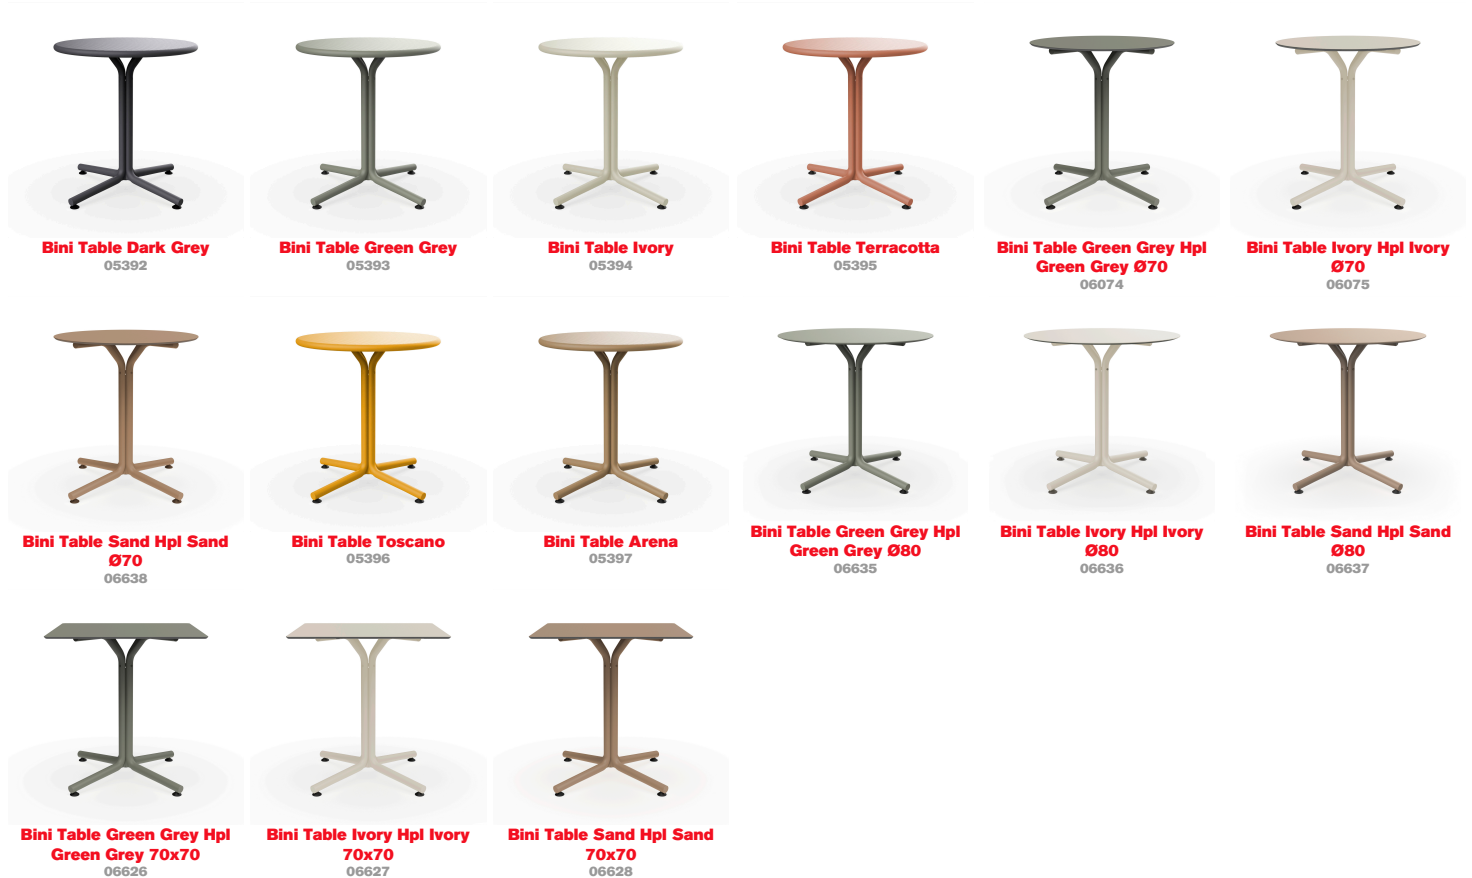 Bini Table Dark Grey
05392
Bini Table Green Grey
05393
Bini Table Ivory
05394
Bini Table Terracotta
05395
Bini Table Green Grey Hpl
Green Grey Ø70
06074
Bini Table Ivory Hpl Ivory
Ø70
06075
Bini Table Sand Hpl Sand
Ø70
06638
Bini Table Toscano
05396
Bini Table Arena
05397
Bini Table Green Grey Hpl
Green Grey Ø80
06635
Bini Table Ivory Hpl Ivory
Ø80
06636
Bini Table Sand Hpl Sand
Ø80
06637
Bini Table Green Grey Hpl
Green Grey 70x70
06626
Bini Table Ivory Hpl Ivory
70x70
06627
Bini Table Sand Hpl Sand
70x70
06628